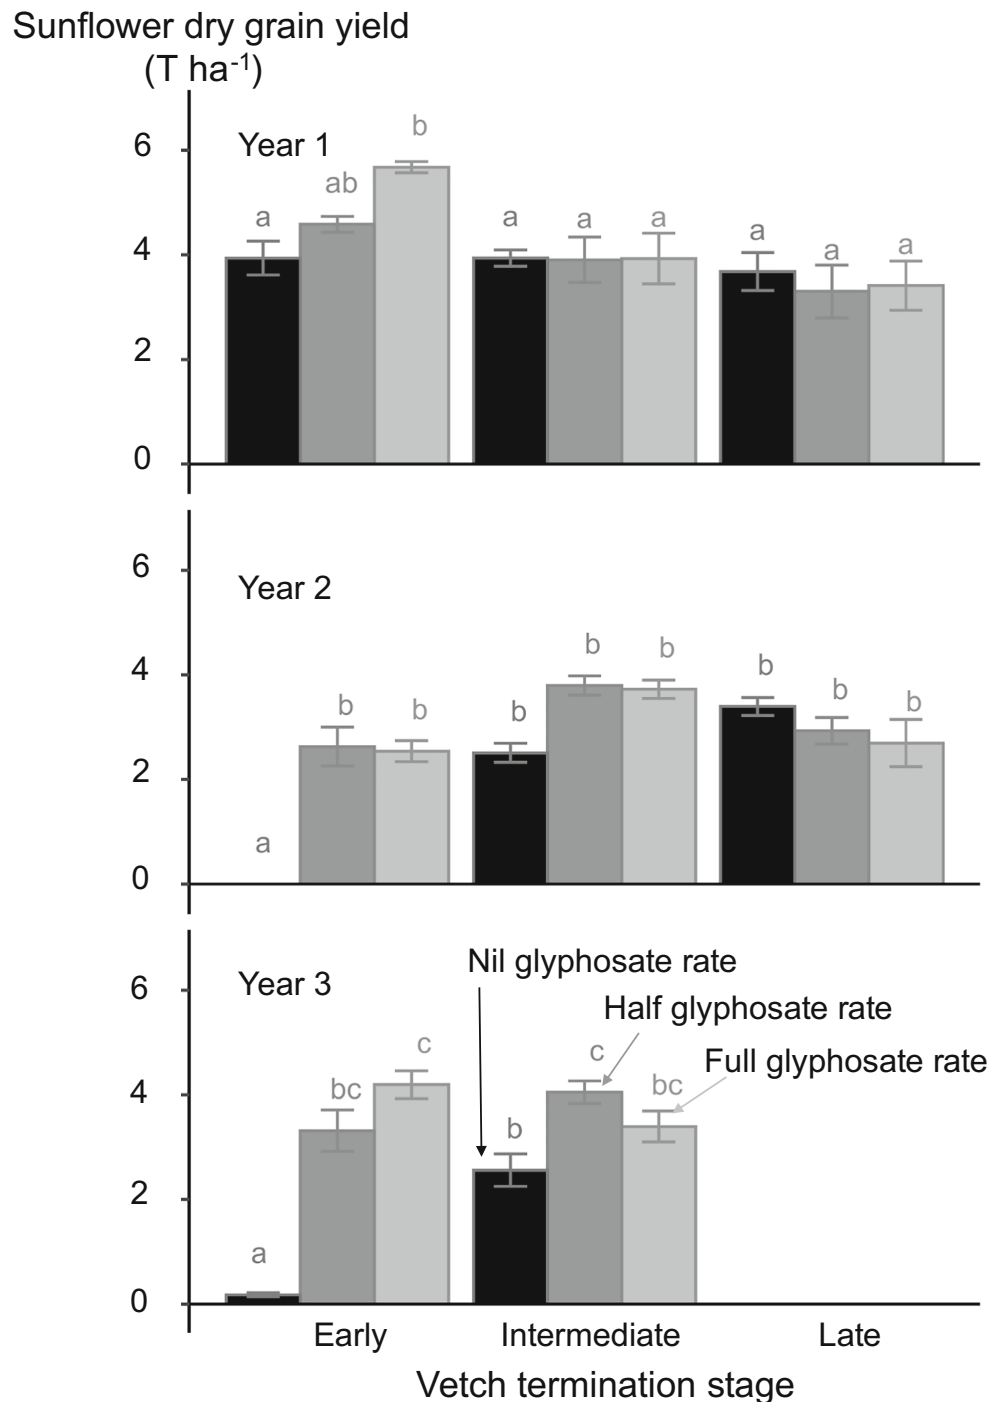 Sunflower dry grain yield
(T ha-1)
6
Year 1
b
ab
a
a
a
a
a
a
a
4
2
0
6
Year 2
b
b
b
b
b
b
b
b
4
2
a
0
Nil glyphosate rate
Year 3
6
Half glyphosate rate
c
c
Full glyphosate rate
bc
bc
4
b
2
a
0
Early Intermediate Late
Vetch termination stage